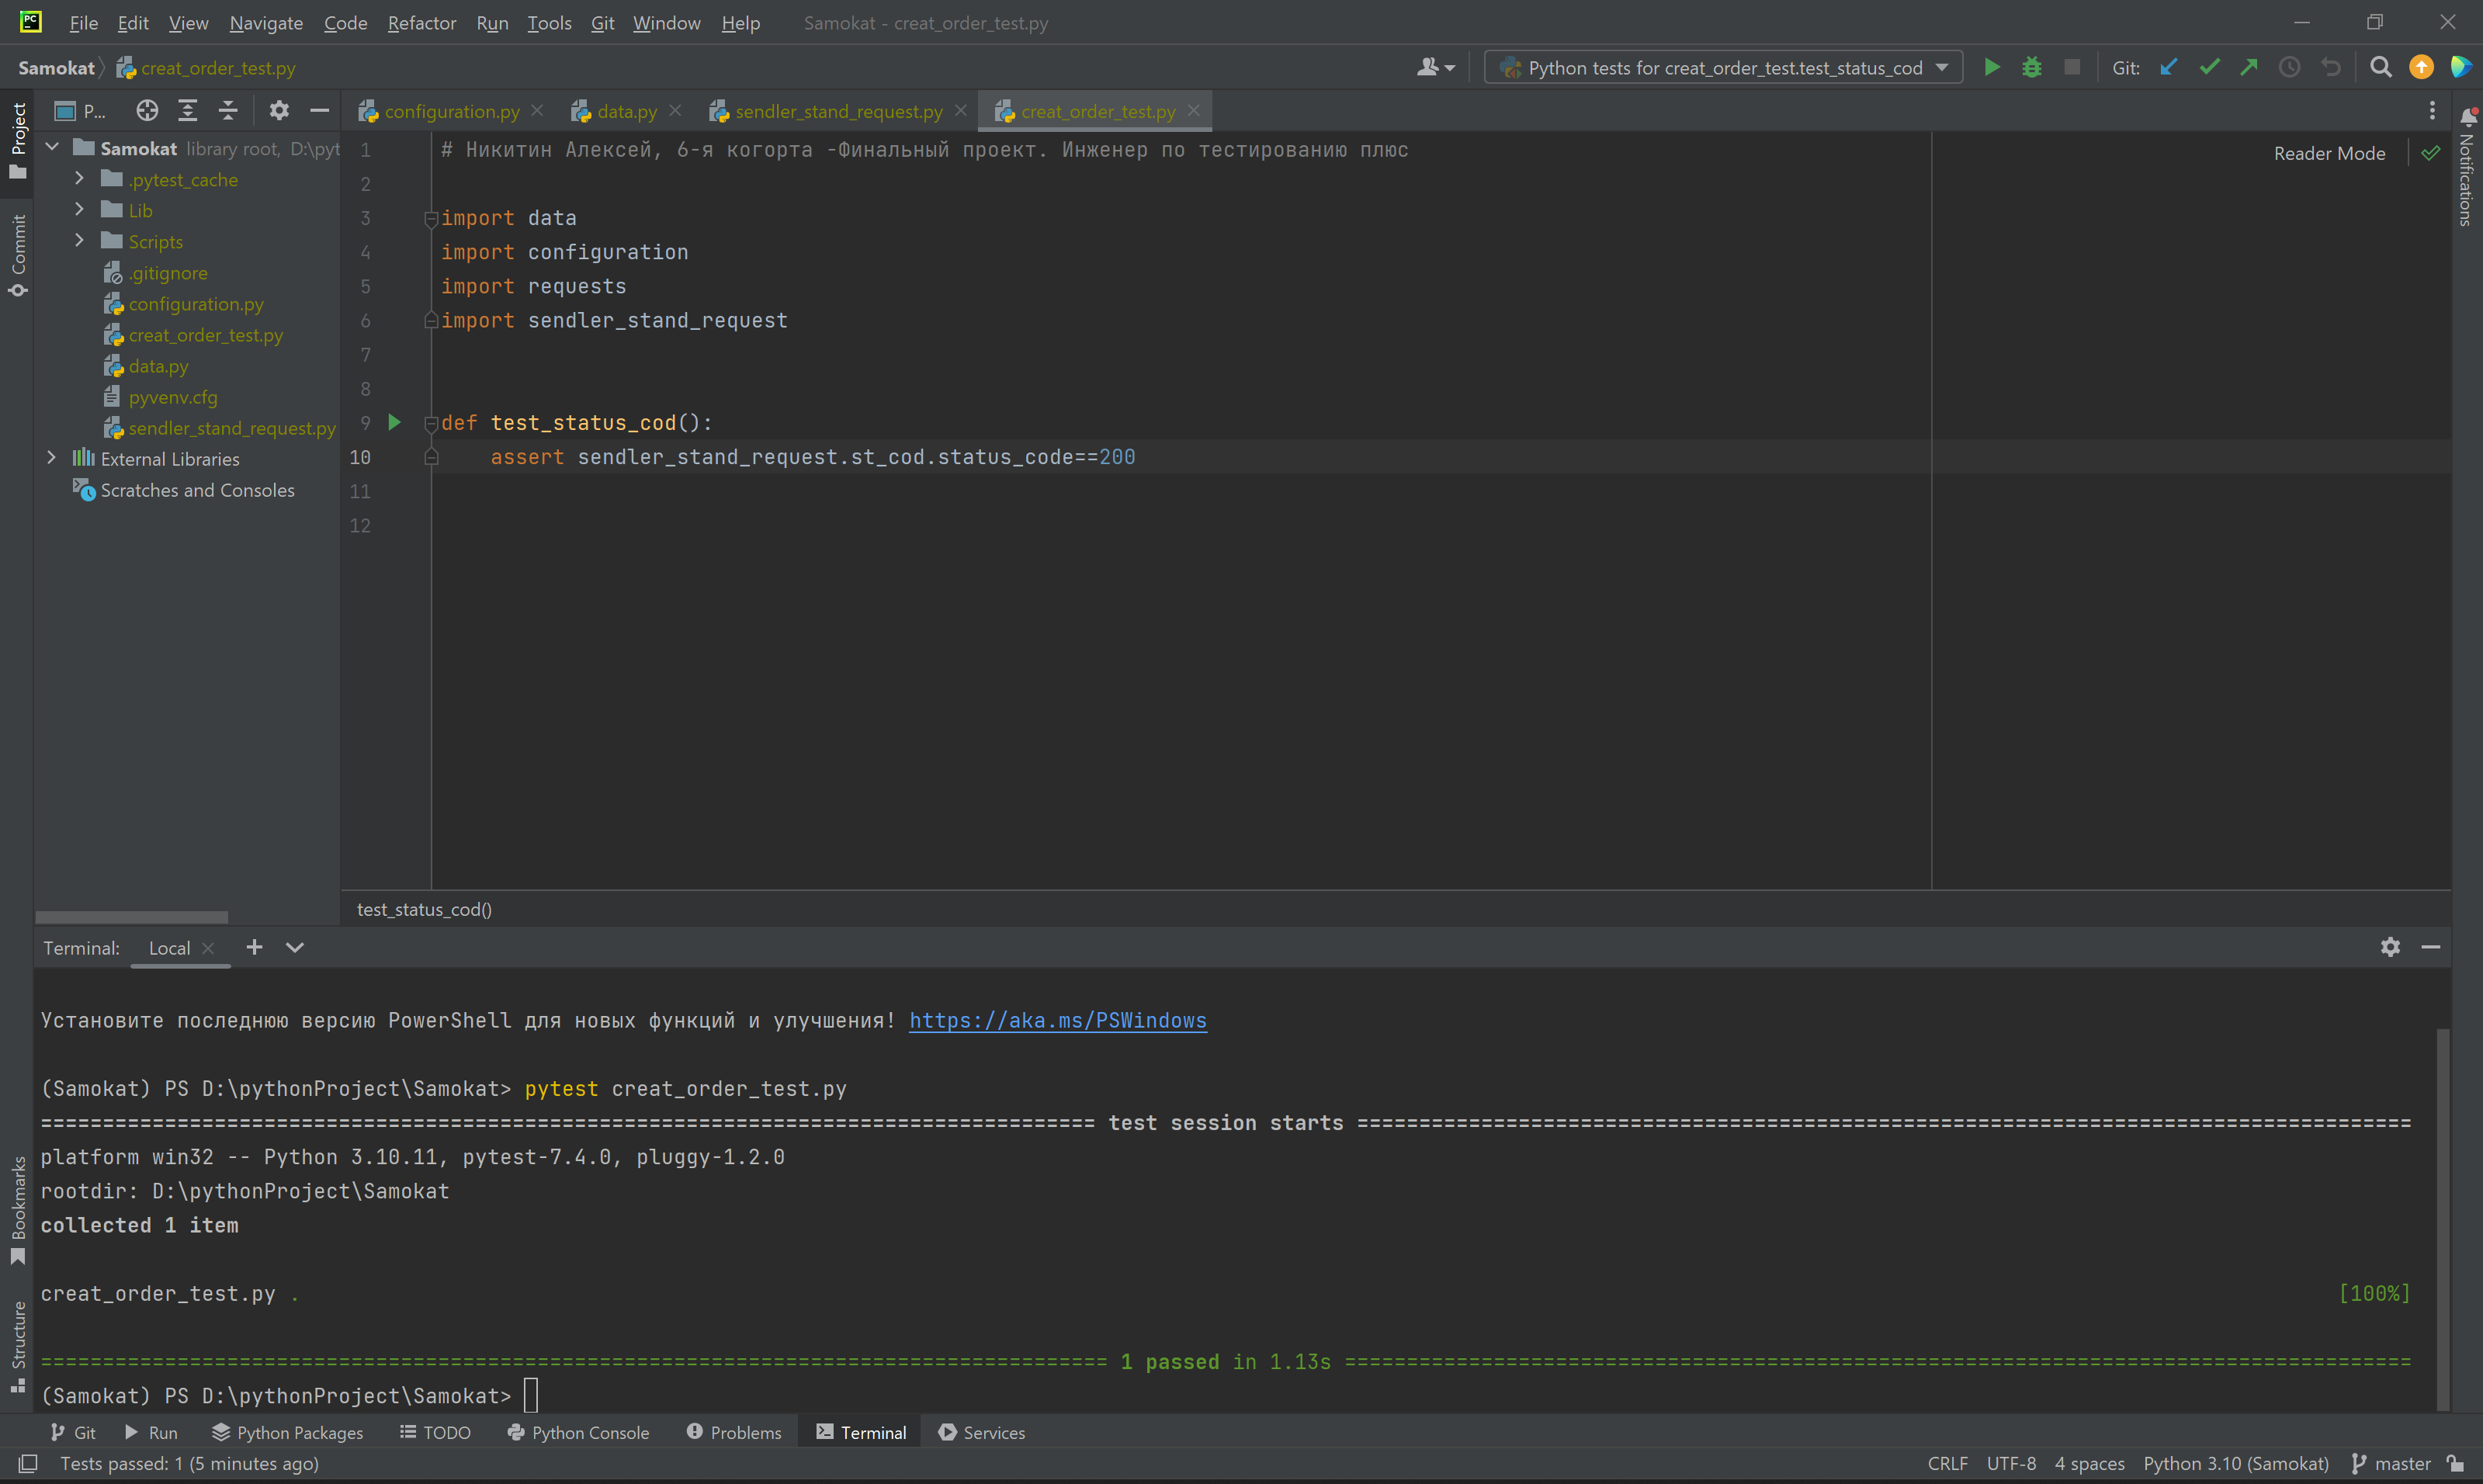 File Edit View Navigate Code Refactor Run Tools Git Window Help Samokat - creat_order_test.py
Samokat creat_order_test.py Python tests for creat_order_test.test_status_cod Git:
P... configuration.py data.py sendler_stand_request.py creat_order_test.py
Project
Commit
Bookmarks
Structure
Notifications
Samokat library root, D:\pyt
.pytest_cache
Lib
Scripts
.gitignore
configuration.py
creat_order_test.py
data.py
pyvenv.cfg
sendler_stand_request.py
External Libraries
Scratches and Consoles
Reader Mode
1 # Никитин Алексей, 6-я когорта -Финальный проект. Инженер по тестированию плюс
2
3 import data
4 import configuration
5 import requests
6 import sendler_stand_request
7
8
9 def test_status_cod():
10 assert sendler_stand_request.st_cod.status_code==200
11
12
test_status_cod()
Terminal: Local
Установите последнюю версию PowerShell для новых функций и улучшения! https://aka.ms/PSWindows
(Samokat) PS D:\pythonProject\Samokat> pytest creat_order_test.py
===================================================================================== test session starts =====================================================================================
platform win32 -- Python 3.10.11, pytest-7.4.0, pluggy-1.2.0
rootdir: D:\pythonProject\Samokat
collected 1 item
creat_order_test.py . [100%]
====================================================================================== 1 passed in 1.13s ======================================================================================
(Samokat) PS D:\pythonProject\Samokat>
Git Run Python Packages TODO Python Console Problems Terminal Services
Tests passed: 1 (5 minutes ago) CRLF UTF-8 4 spaces Python 3.10 (Samokat) master